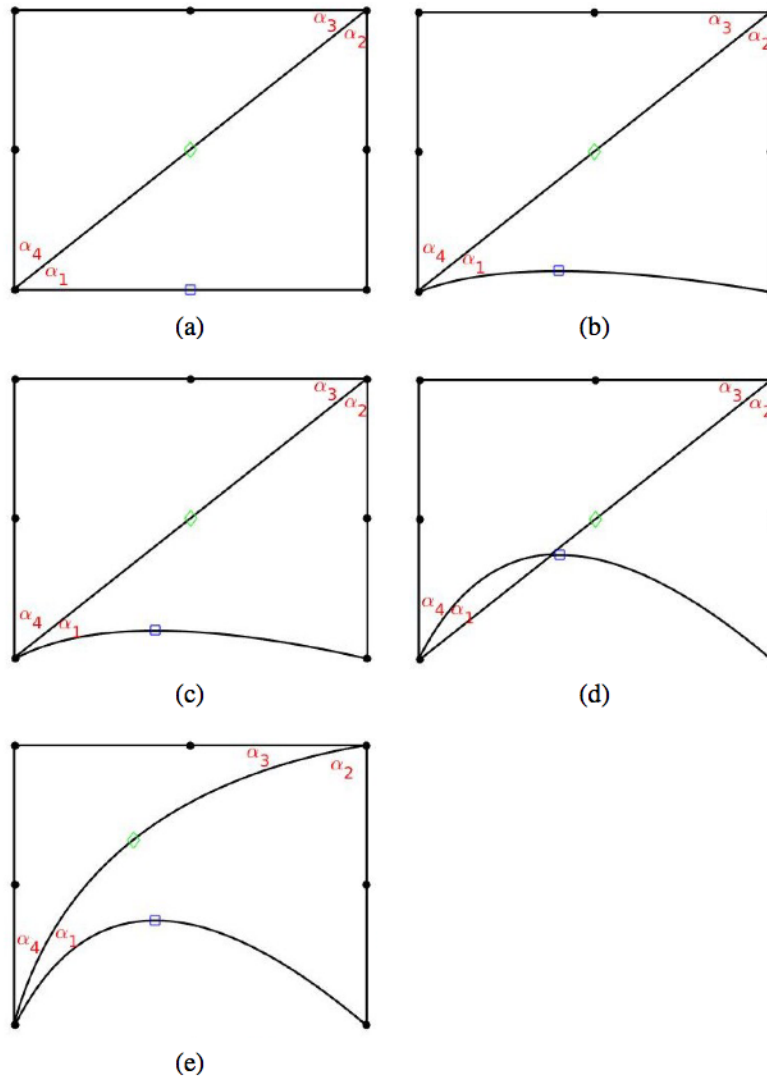 α3 α2 α3 α2
α4 α1 α4 α1
(a) (b)
α3 α2 α3 α2
α4 α1 α4 α1
(c) (d)
α3 α2
α4 α1
(e)